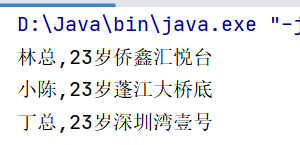 D:\Java\bin\java.exe "-j
林总,23岁侨鑫汇悦台
小陈,23岁蓬江大桥底
丁总,23岁深圳湾壹号